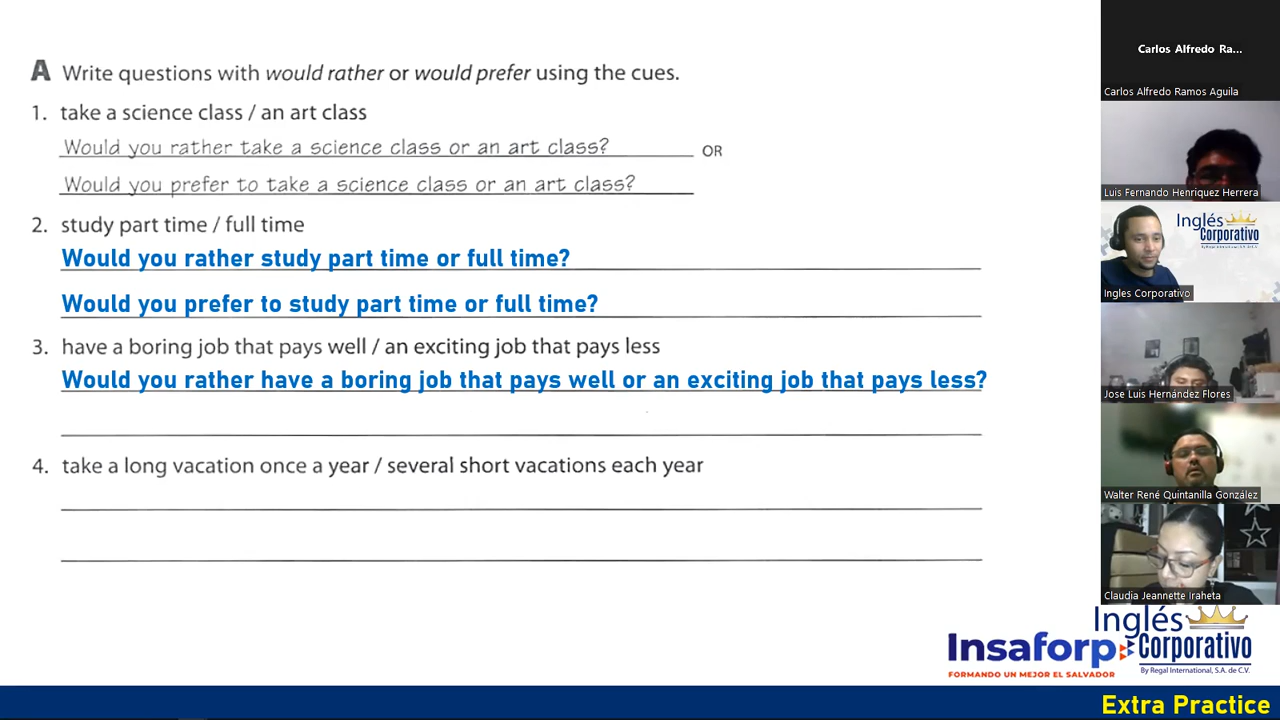 A Write questions with would rather or would prefer using the cues.
1. take a science class / an art class
Would you rather take a science class or an art class? OR
Would you prefer to take a science class or an art class?
2. study part time / full time
Would you rather study part time or full time?
Would you prefer to study part time or full time?
3. have a boring job that pays well / an exciting job that pays less
Would you rather have a boring job that pays well or an exciting job that pays less?
4. take a long vacation once a year / several short vacations each year
Carlos Alfredo Ra...
Carlos Alfredo Ramos Aguila
Luis Fernando Henriquez Herrera
Inglés
Corporativo
Ingles Corporativo
Jose Luis Hernández Flores
Walter René Quintanilla González
Claudia Jeannette Iraheta
Insaforp
FORMANDO UN MEJOR EL SALVADOR
Inglés
Corporativo
By Regal International, S.A. de C.V.
Extra Practice